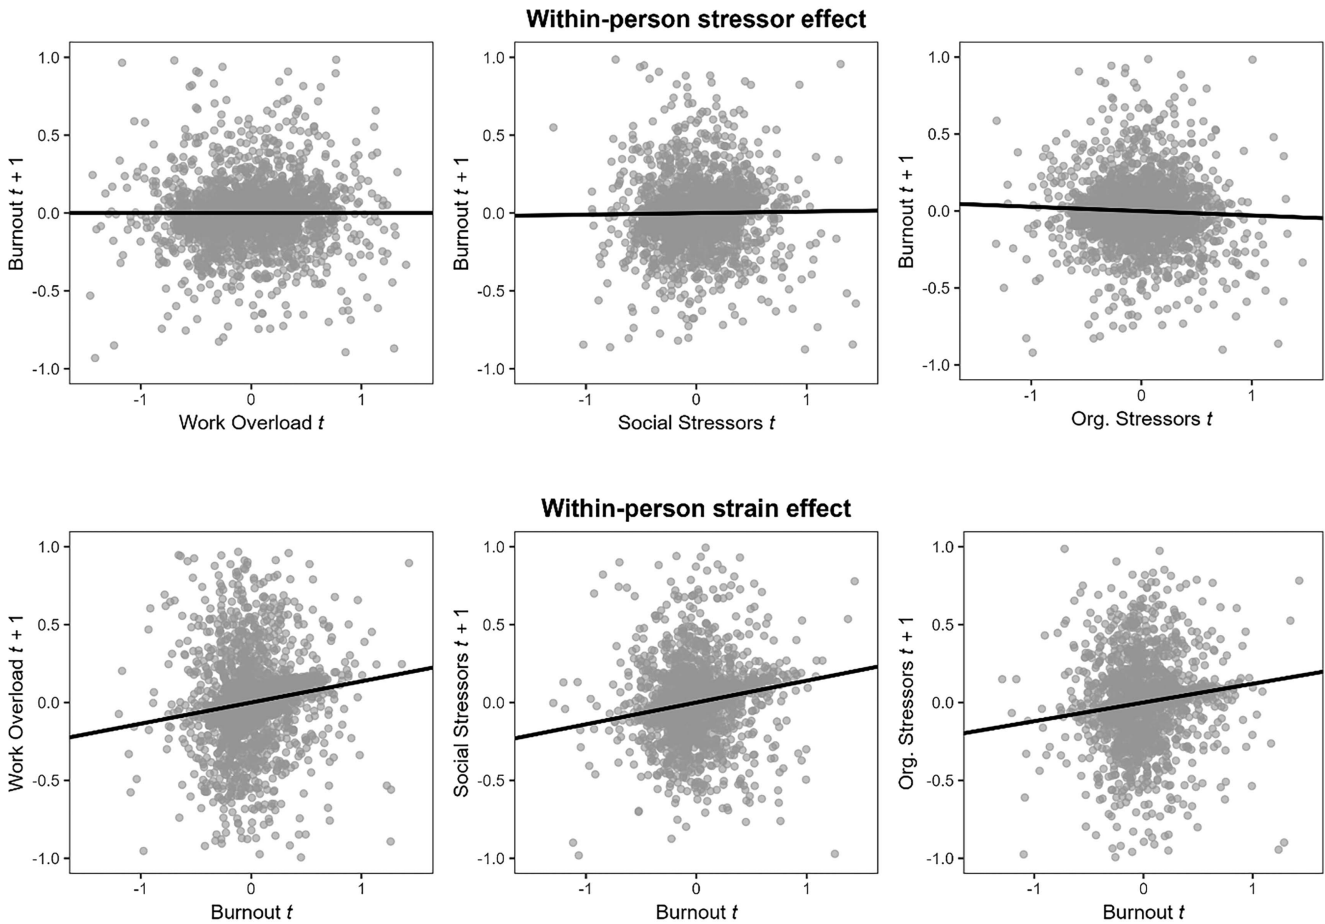 Within-person stressor effect
1.0
0.5
0.0
-0.5
-1.0
Burnout t + 1
-1 0 1
Work Overload t
1.0
0.5
0.0
-0.5
-1.0
Burnout t + 1
-1 0 1
Social Stressors t
1.0
0.5
0.0
-0.5
-1.0
Burnout t + 1
-1 0 1
Org. Stressors t
Within-person strain effect
1.0
0.5
0.0
-0.5
-1.0
Work Overload t + 1
-1 0 1
Burnout t
1.0
0.5
0.0
-0.5
-1.0
Social Stressors t + 1
-1 0 1
Burnout t
1.0
0.5
0.0
-0.5
-1.0
Org. Stressors t + 1
-1 0 1
Burnout t